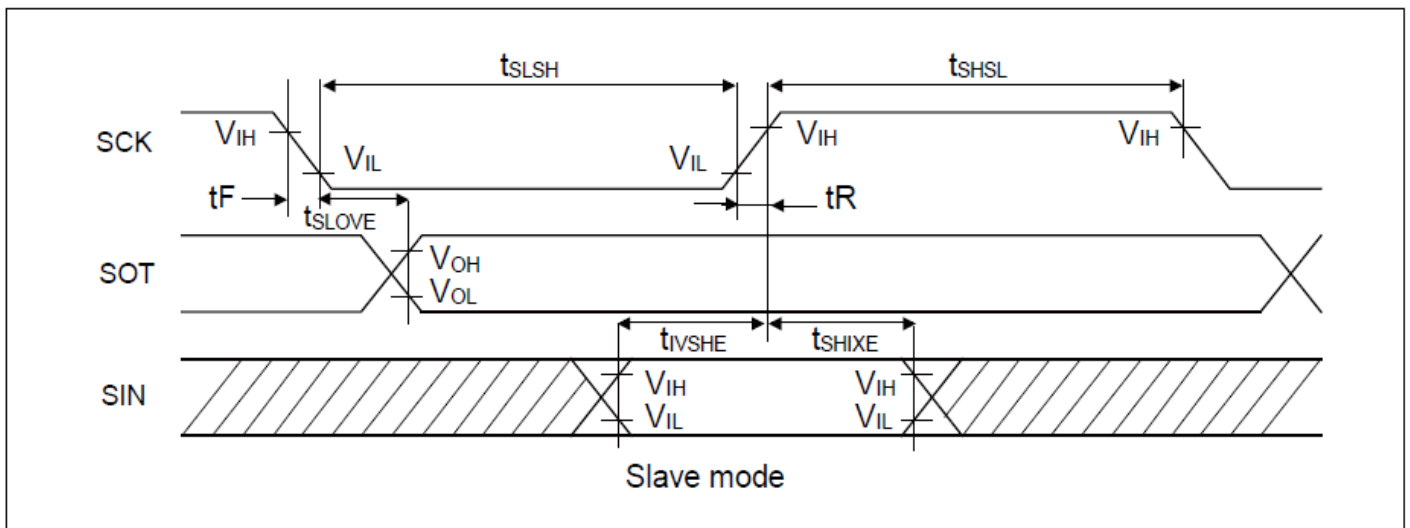 tSLSH tSHSL
SCK VIH VIL VIL VIH VIH
tF tSLOVE tR
SOT VOH
VOL
tIVSHE tSHIXE
SIN VIH VIH
VIL VIL
Slave mode